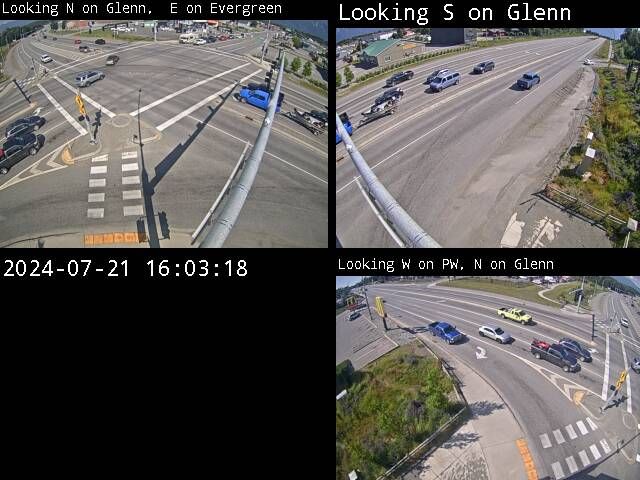 Looking N on Glenn,  E on Evergreen
Looking S on Glenn
2024-07-21 16:03:18
Looking W on PW, N on Glenn